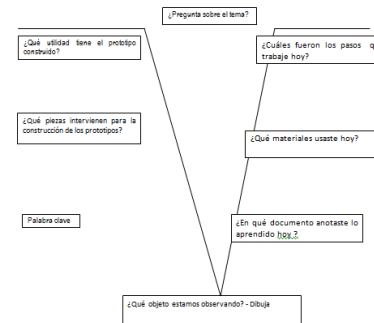 ¿Pregunta sobre el tema?
¿Qué utilidad tiene el prototipo
construido?
¿Cuáles fueron los pasos q
trabaje hoy?
¿Qué piezas intervienen para la
construcción de los prototipos?
¿Qué materiales usaste hoy?
Palabra clave
¿En qué documento anotaste lo
aprendido hoy ?
¿Qué objeto estamos observando? - Dibuja